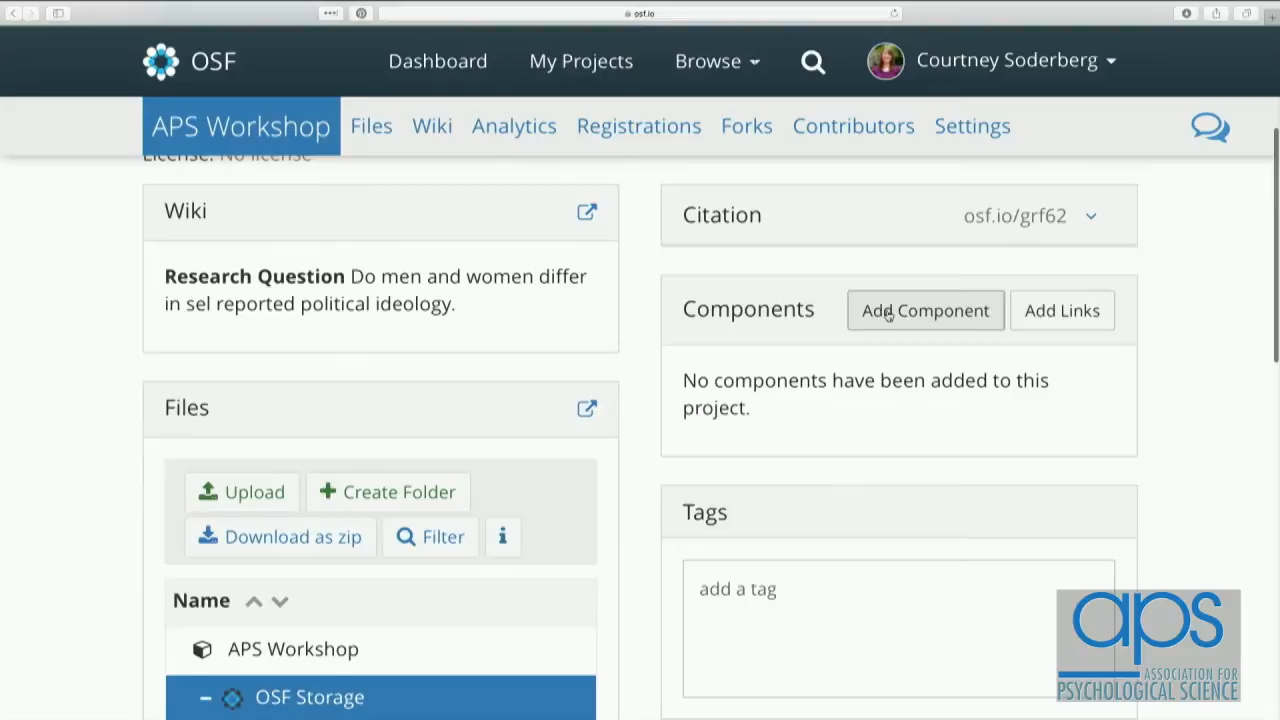 osf.io
OSF
Dashboard
My Projects
Browse
Courtney Soderberg
APS Workshop
Files
Wiki
Analytics
Registrations
Forks
Contributors
Settings
License: No license
Wiki
Research Question Do men and women differ
in sel reported political ideology.
Files
Upload
Create Folder
Download as zip
Filter
Name
APS Workshop
OSF Storage
Citation
osf.io/grf62
Components
Add Component
Add Links
No components have been added to this
project.
Tags
add a tag
aps
ASSOCIATION FOR
PSYCHOLOGICAL SCIENCE